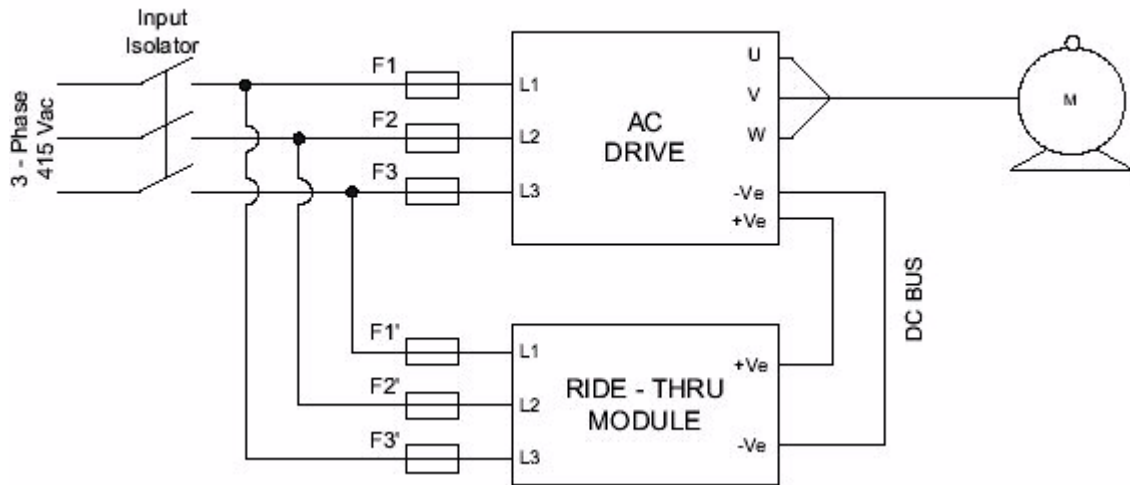 Input
Isolator
3 - Phase
415 Vac
F1
F2
F3
L1
L2
L3
AC
DRIVE
U
V
W
-Ve
+Ve
M
DC BUS
F1'
F2'
F3'
L1
L2
L3
RIDE - THRU
MODULE
+Ve
-Ve